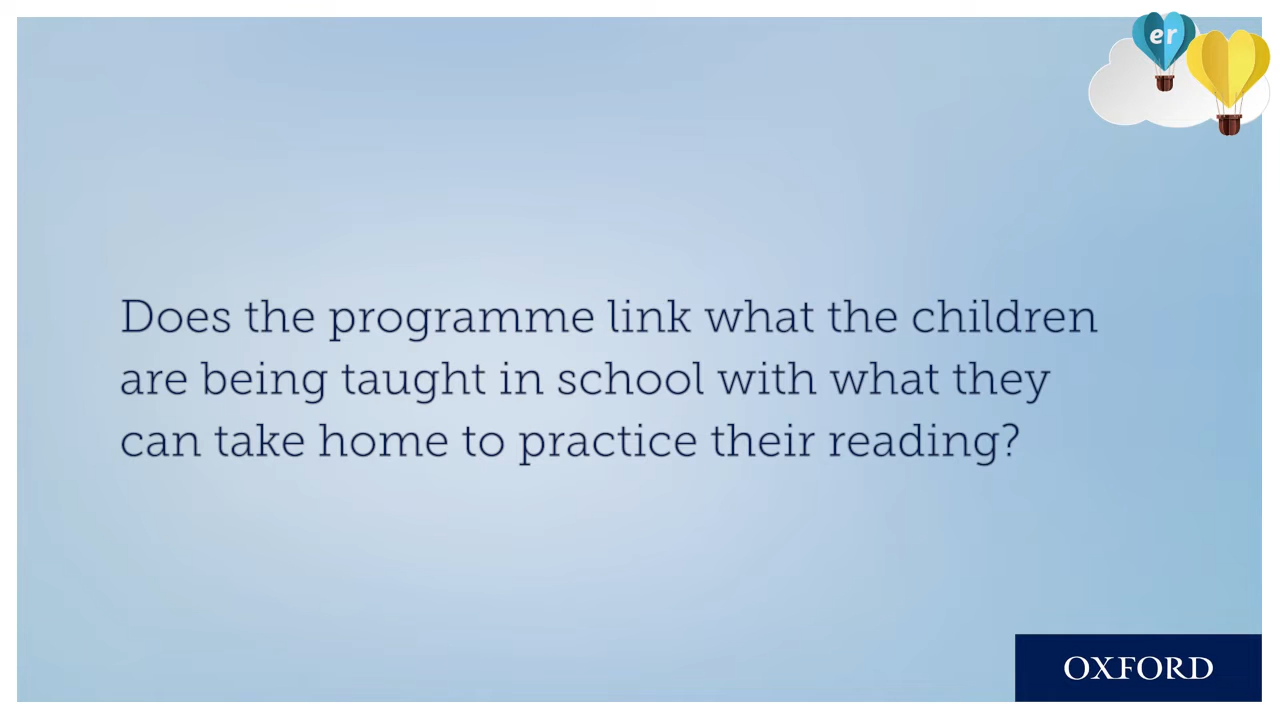 er
Does the programme link what the children
are being taught in school with what they
can take home to practice their reading?
OXFORD